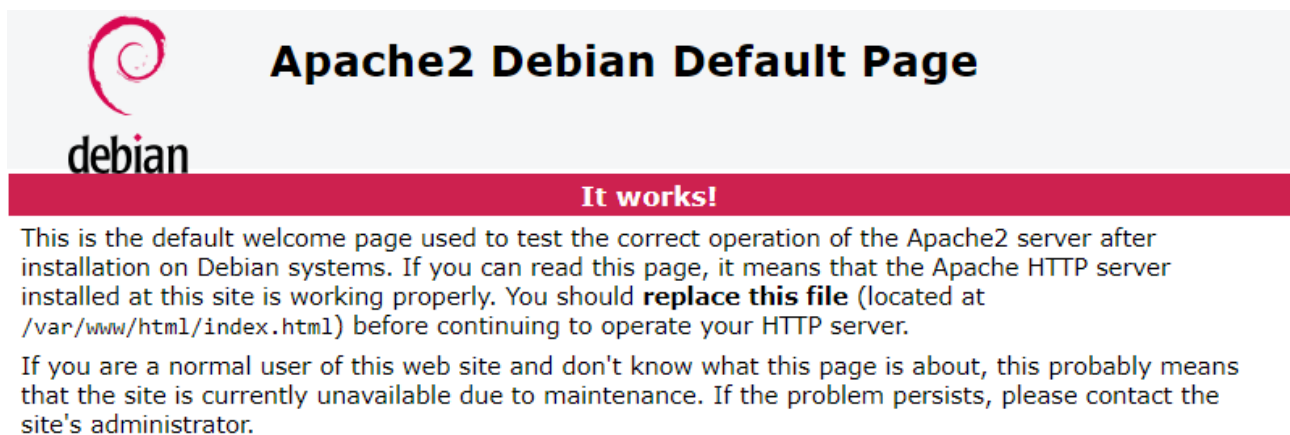 Apache2 Debian Default Page
debian
It works!
This is the default welcome page used to test the correct operation of the Apache2 server after
installation on Debian systems. If you can read this page, it means that the Apache HTTP server
installed at this site is working properly. You should replace this file (located at
/var/www/html/index.html) before continuing to operate your HTTP server.
If you are a normal user of this web site and don't know what this page is about, this probably means
that the site is currently unavailable due to maintenance. If the problem persists, please contact the
site's administrator.